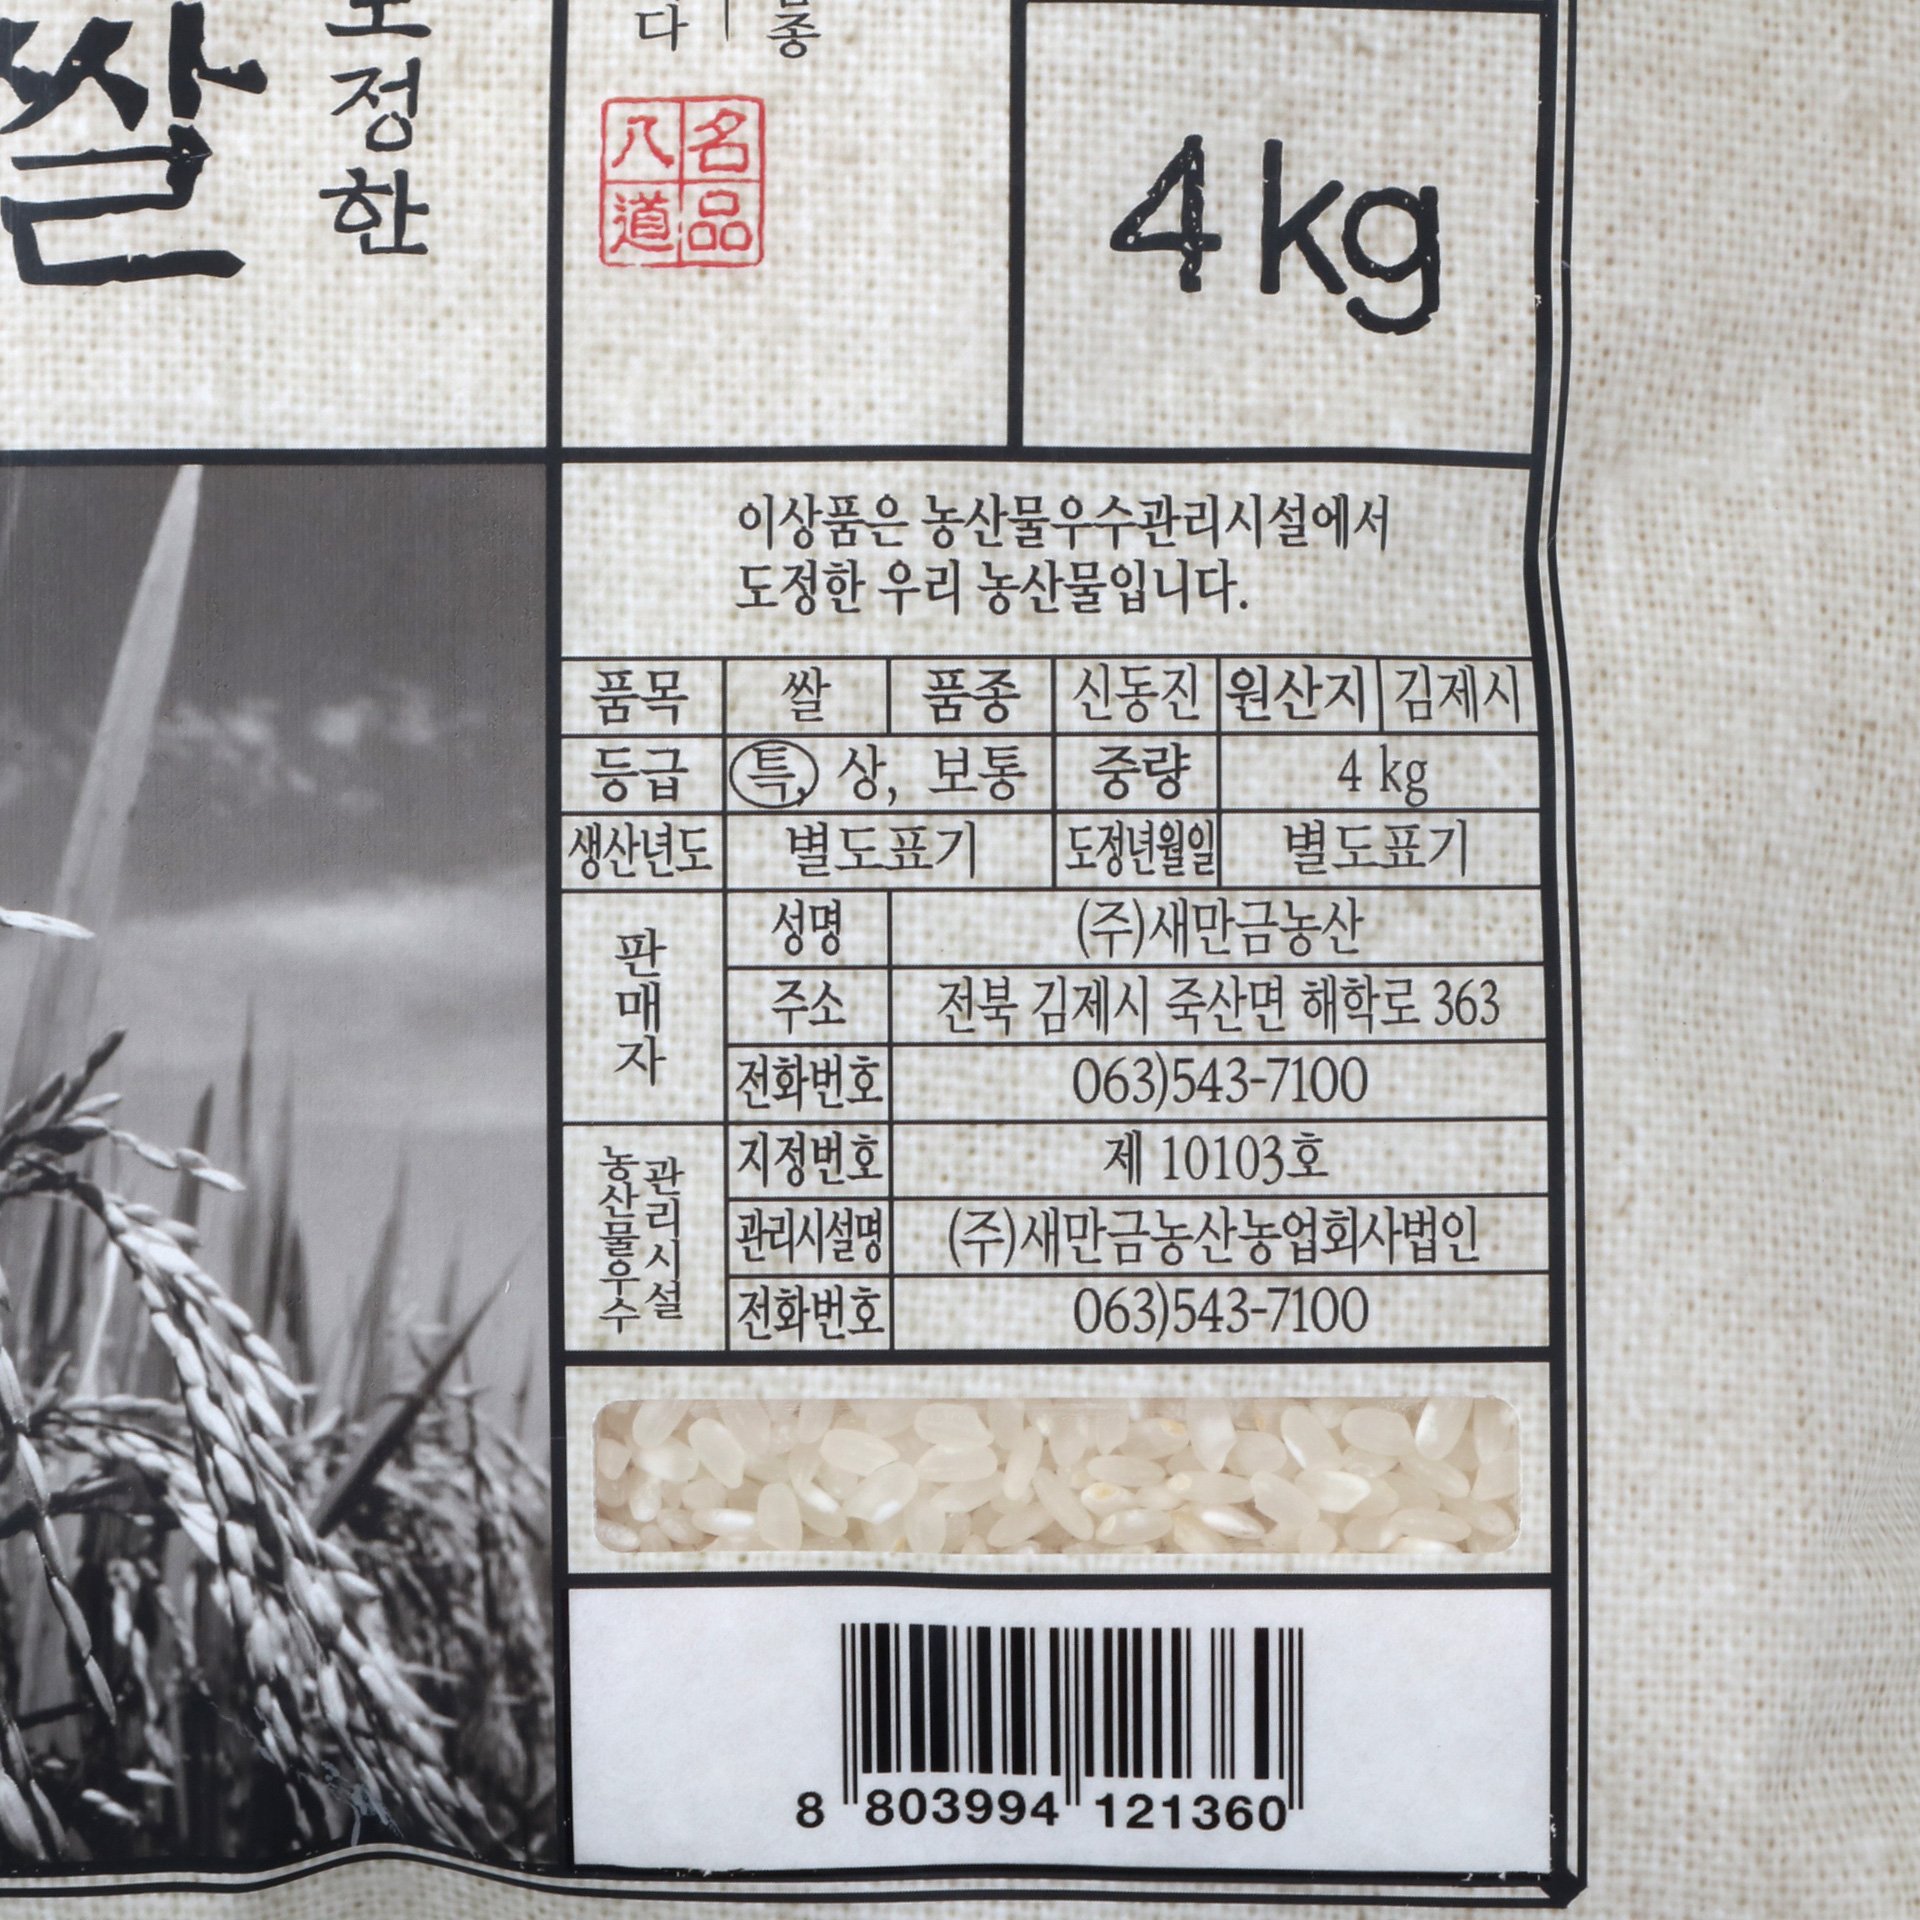 쌀
정한
다
종
名品
八道
4kg
이상품은 농산물우수관리시설에서
도정한 우리 농산물입니다.
품목 쌀 품종 신동진 원산지 김제시
등급 특, 상, 보통 중량 4 kg
생산년도 별도표기 도정년월일 별도표기
판매자
성명 (주)새만금농산
주소 전북 김제시 죽산면 해학로 363
전화번호 063)543-7100
농산물우수
관리시설
지정번호 제 10103호
관리시설명 (주)새만금농산농업회사법인
전화번호 063)543-7100
8 803994 121360